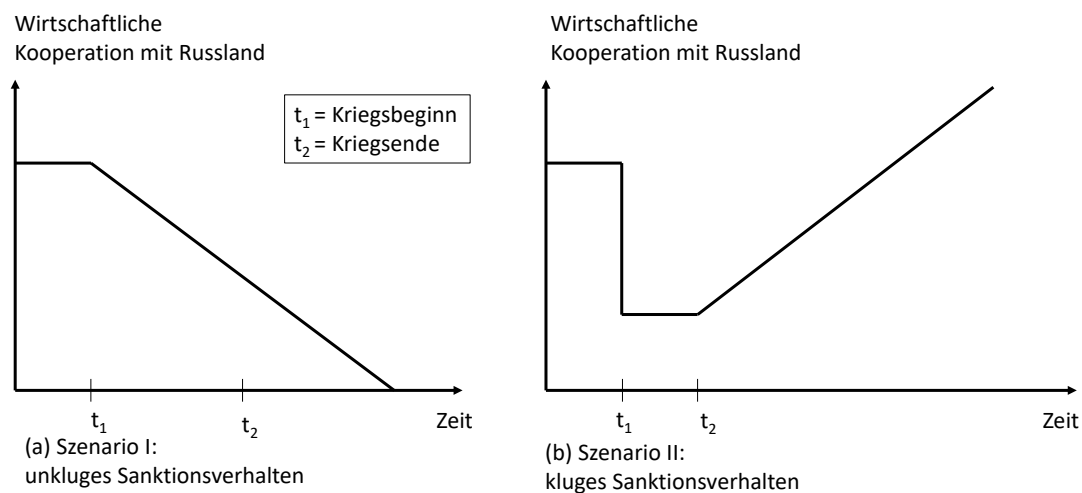 Wirtschaftliche
Kooperation mit Russland
t₁ = Kriegsbeginn
t₂ = Kriegsende
t₁
t₂
Zeit
(a) Szenario I:
unkluges Sanktionsverhalten
Wirtschaftliche
Kooperation mit Russland
t₁
t₂
Zeit
(b) Szenario II:
kluges Sanktionsverhalten